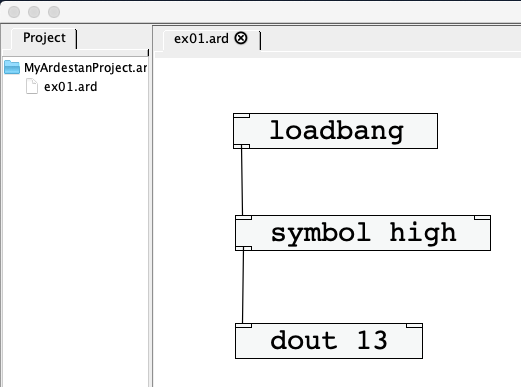 Project
ex01.ard
MyArdestanProject.ar
ex01.ard
loadbang
symbol high
dout 13